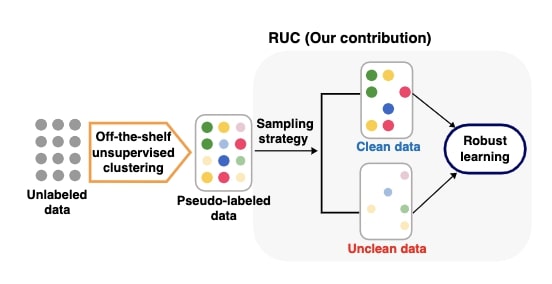 RUC (Our contribution)
Off-the-shelf
unsupervised
clustering
Unlabeled
data
Pseudo-labeled
data
Sampling
strategy
Clean data
Unclean data
Robust
learning